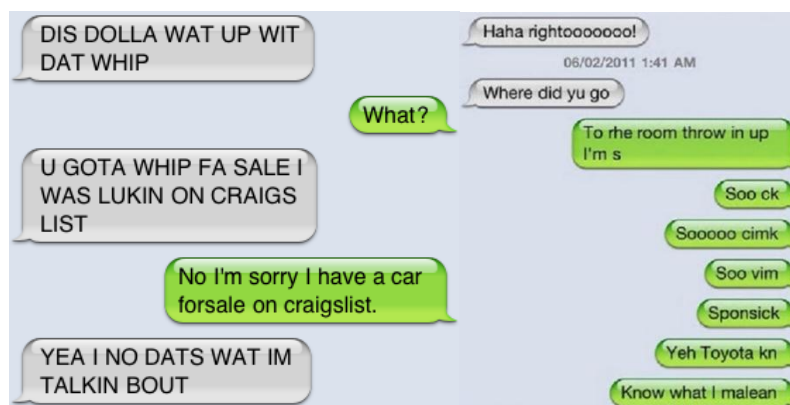 DIS DOLLA WAT UP WIT
DAT WHIP
What?
U GOTA WHIP FA SALE I
WAS LUKIN ON CRAIGS
LIST
No I'm sorry I have a car
forsale on craigslist.
YEA I NO DATS WAT IM
TALKIN BOUT
Haha rightooooooo!
06/02/2011 1:41 AM
Where did yu go
To rhe room throw in up
I'm s
Soo ck
Sooooo cimk
Soo vim
Sponsick
Yeh Toyota kn
Know what I malean